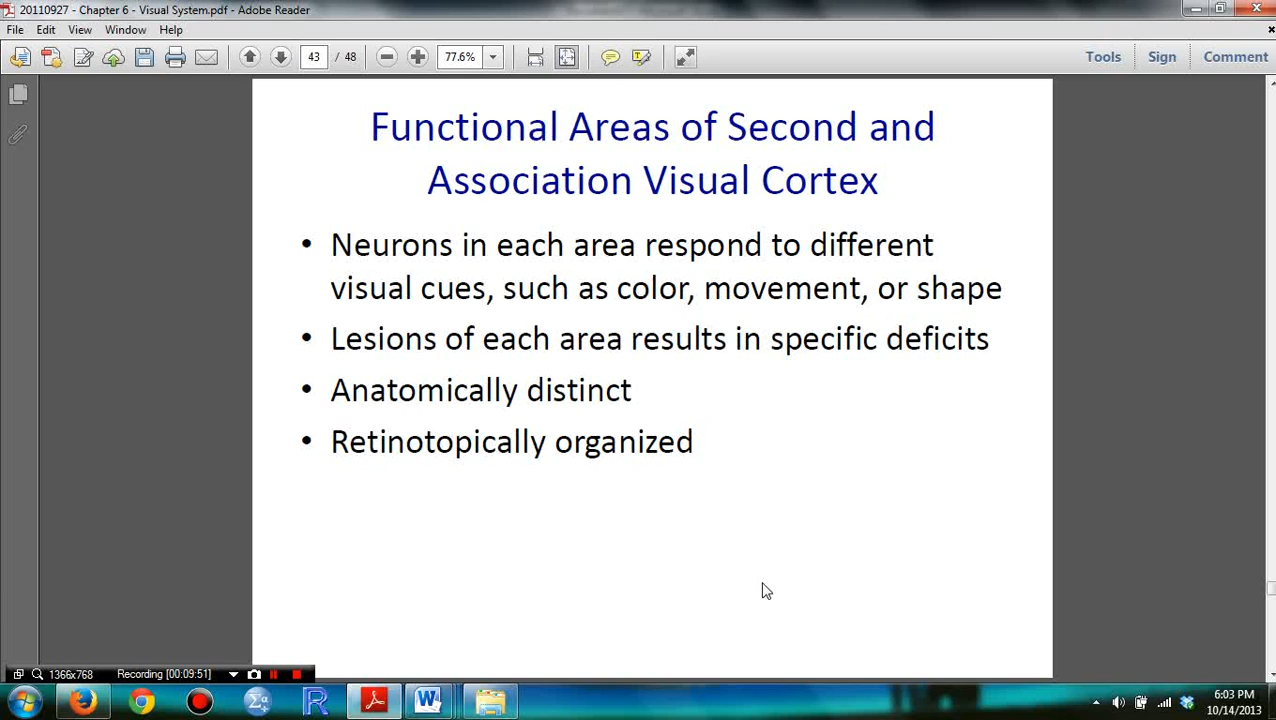 20110927 - Chapter 6 - Visual System.pdf - Adobe Reader
File Edit View Window Help
43 / 48 77.6% Tools Sign Comment
Functional Areas of Second and
Association Visual Cortex
• Neurons in each area respond to different
visual cues, such as color, movement, or shape
• Lesions of each area results in specific deficits
• Anatomically distinct
• Retinotopically organized
1366x768 Recording [00:09:51]
6:03 PM
10/14/2013